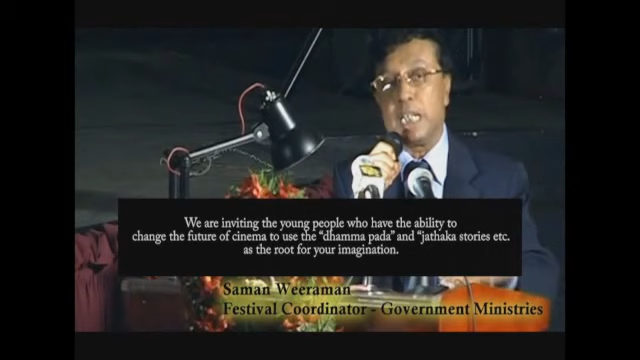 We are inviting the young people who have the ability to
change the future of cinema to use the “dhamma pada” and “jathaka stories etc.
as the root for your imagination.
Saman Weeraman
Festival Coordinator - Government Ministries